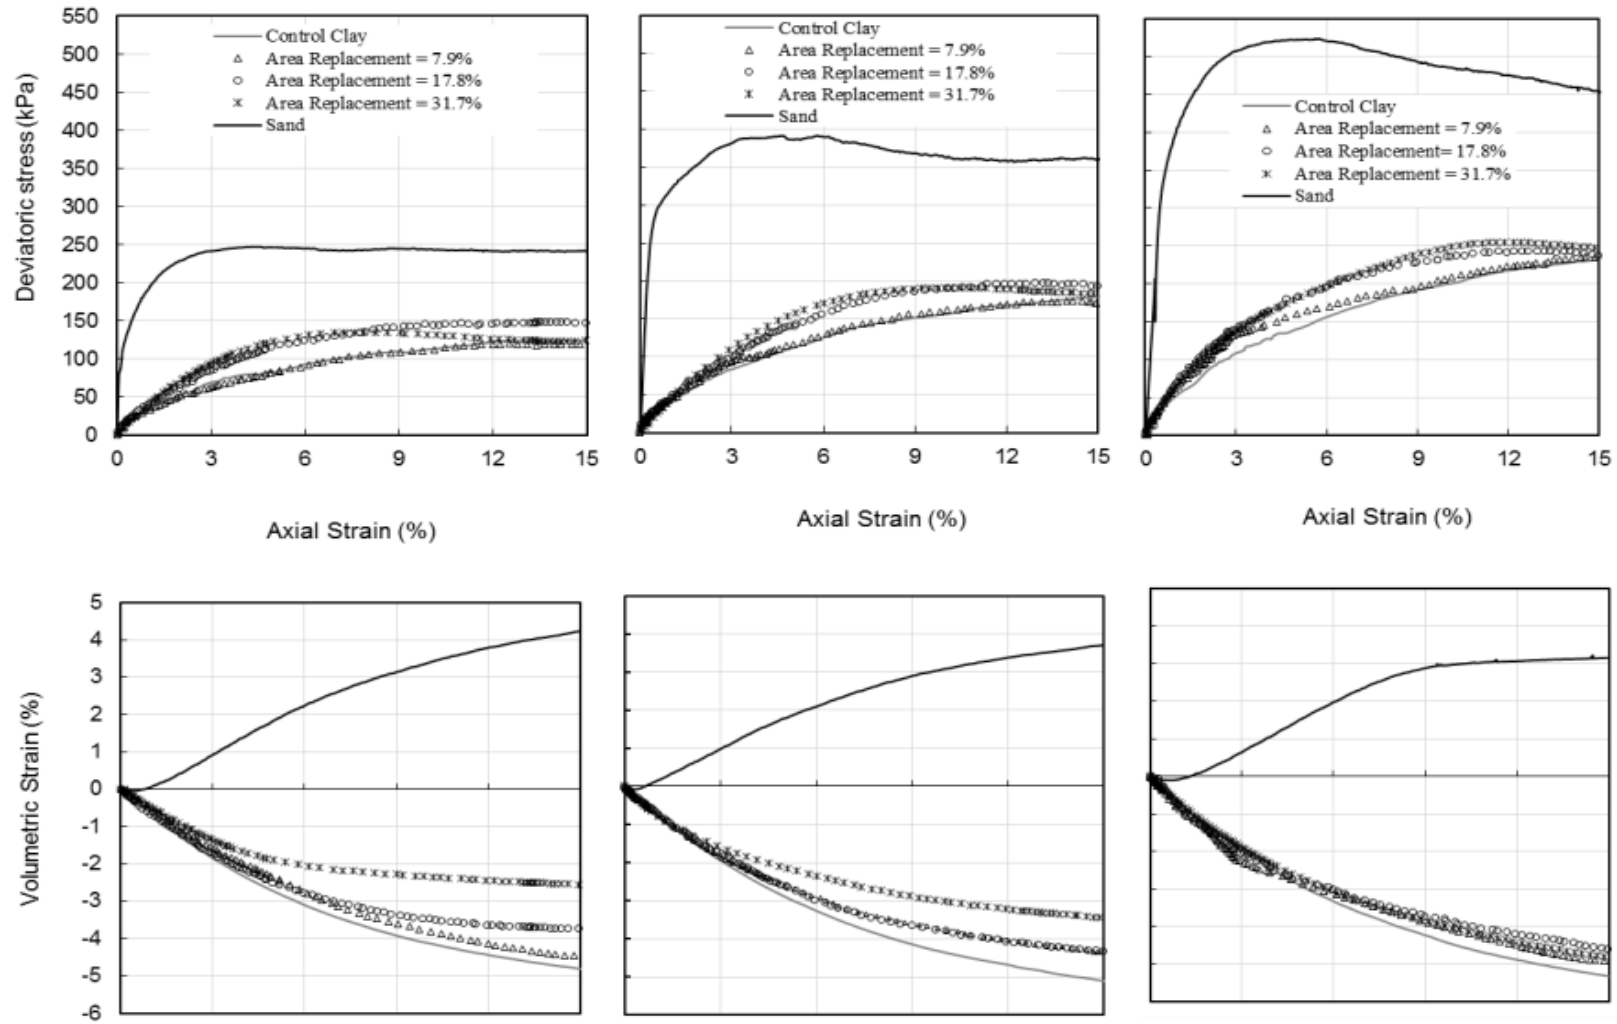 550
500
450
400
350
300
250
200
150
100
50
0
Deviatoric stress (kPa)
Control Clay
Area Replacement = 7.9%
Area Replacement = 17.8%
Area Replacement = 31.7%
Sand
0 3 6 9 12 15
Axial Strain (%)
Control Clay
Area Replacement = 7.9%
Area Replacement = 17.8%
Area Replacement = 31.7%
Sand
0 3 6 9 12 15
Axial Strain (%)
Control Clay
Area Replacement = 7.9%
Area Replacement= 17.8%
Area Replacement = 31.7%
Sand
0 3 6 9 12 15
Axial Strain (%)
5
4
3
2
1
0
-1
-2
-3
-4
-5
-6
Volumetric Strain (%)